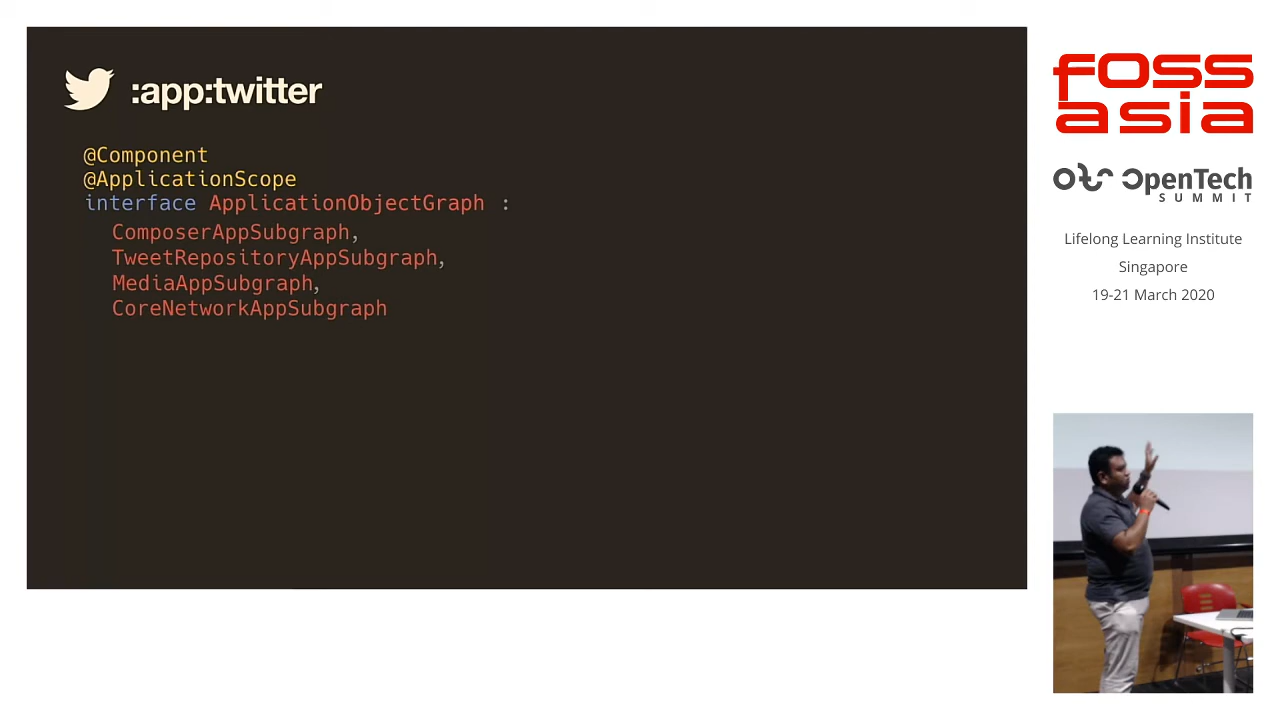 :app:twitter
@Component
@ApplicationScope
interface ApplicationObjectGraph :
ComposerAppSubgraph,
TweetRepositoryAppSubgraph,
MediaAppSubgraph,
CoreNetworkAppSubgraph
fOSS
asia
OTS OpenTech
SUMMIT
Lifelong Learning Institute
Singapore
19-21 March 2020